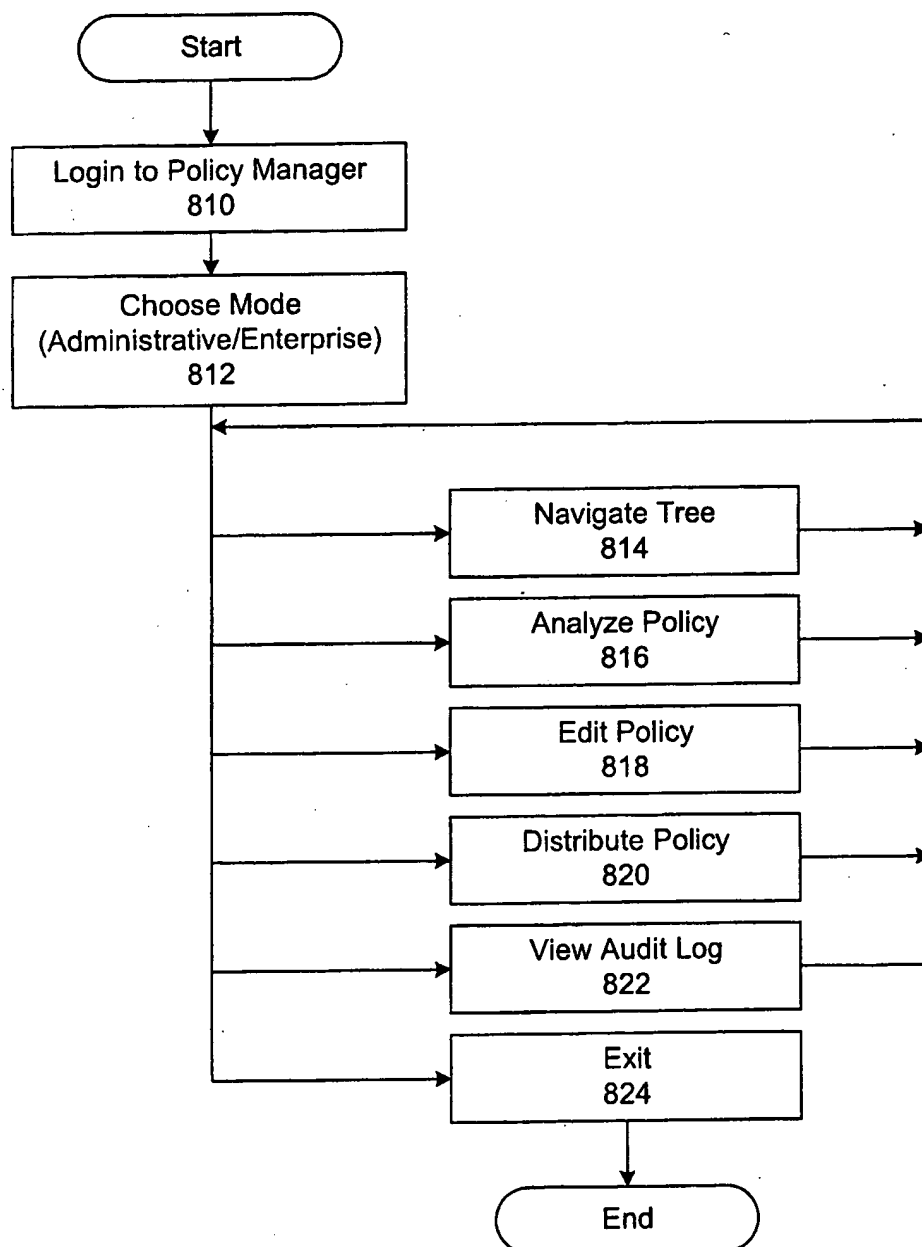 Start
Login to Policy Manager
810
Choose Mode
(Administrative/Enterprise)
812
Navigate Tree
814
Analyze Policy
816
Edit Policy
818
Distribute Policy
820
View Audit Log
822
Exit
824
End